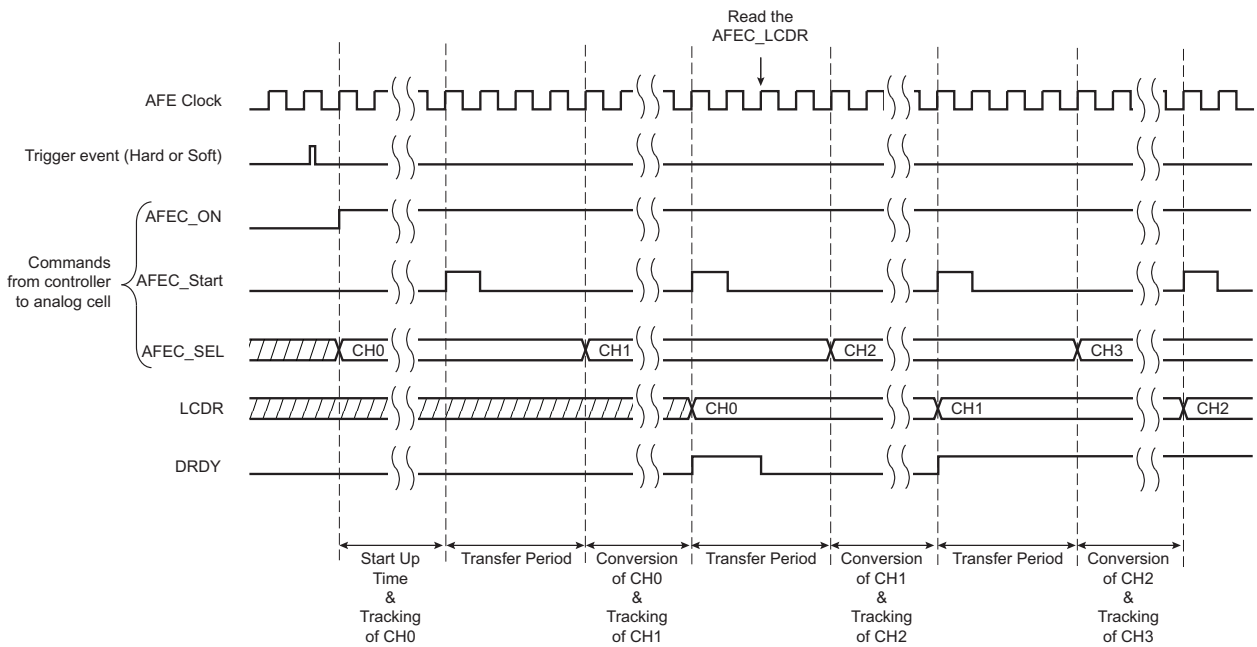 Read the
AFEC_LCDR
AFE Clock
Trigger event (Hard or Soft)
AFEC_ON
Commands
from controller
to analog cell
AFEC_Start
AFEC_SEL
CH0
CH1
CH2
CH3
LCDR
CH0
CH1
CH2
DRDY
Start Up
Time
&
Tracking
of CH0
Transfer Period
Conversion
of CH0
&
Tracking
of CH1
Transfer Period
Conversion
of CH1
&
Tracking
of CH2
Transfer Period
Conversion
of CH2
&
Tracking
of CH3